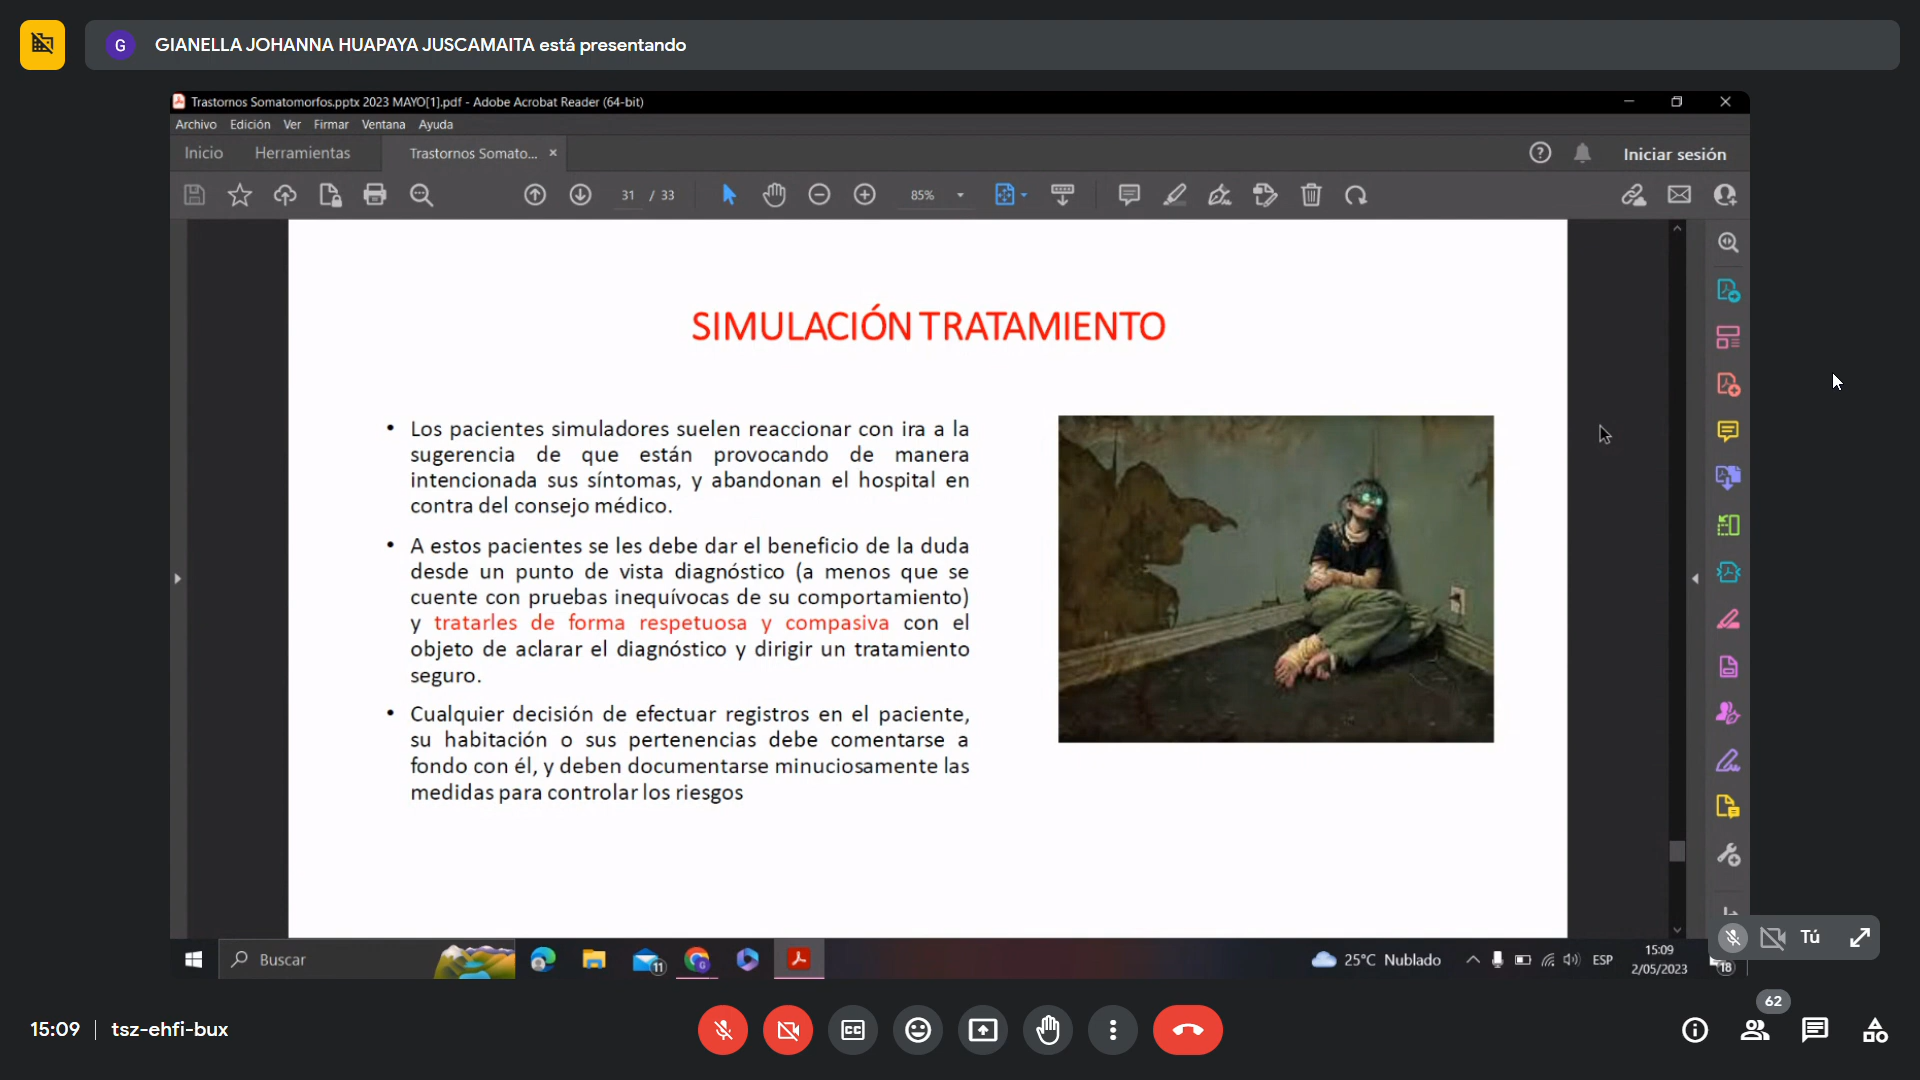 G GIANELLA JOHANNA HUAPAYA JUSCAMAITA está presentando
Trastornos Somatomorfos.pptx 2023 MAYO[1].pdf - Adobe Acrobat Reader (64-bit)
Archivo Edición Ver Firmar Ventana Ayuda
Inicio Herramientas Trastornos Somato... × Iniciar sesión
31 / 33 85%
SIMULACIÓN TRATAMIENTO
• Los pacientes simuladores suelen reaccionar con ira a la
sugerencia de que están provocando de manera
intencionada sus síntomas, y abandonan el hospital en
contra del consejo médico.
• A estos pacientes se les debe dar el beneficio de la duda
desde un punto de vista diagnóstico (a menos que se
cuente con pruebas inequívocas de su comportamiento)
y tratarles de forma respetuosa y compasiva con el
objeto de aclarar el diagnóstico y dirigir un tratamiento
seguro.
• Cualquier decisión de efectuar registros en el paciente,
su habitación o sus pertenencias debe comentarse a
fondo con él, y deben documentarse minuciosamente las
medidas para controlar los riesgos
Tú
Buscar 11 G 25°C Nublado ESP 15:09
2/05/2023 18
62
15:09 | tsz-ehfi-bux
CC